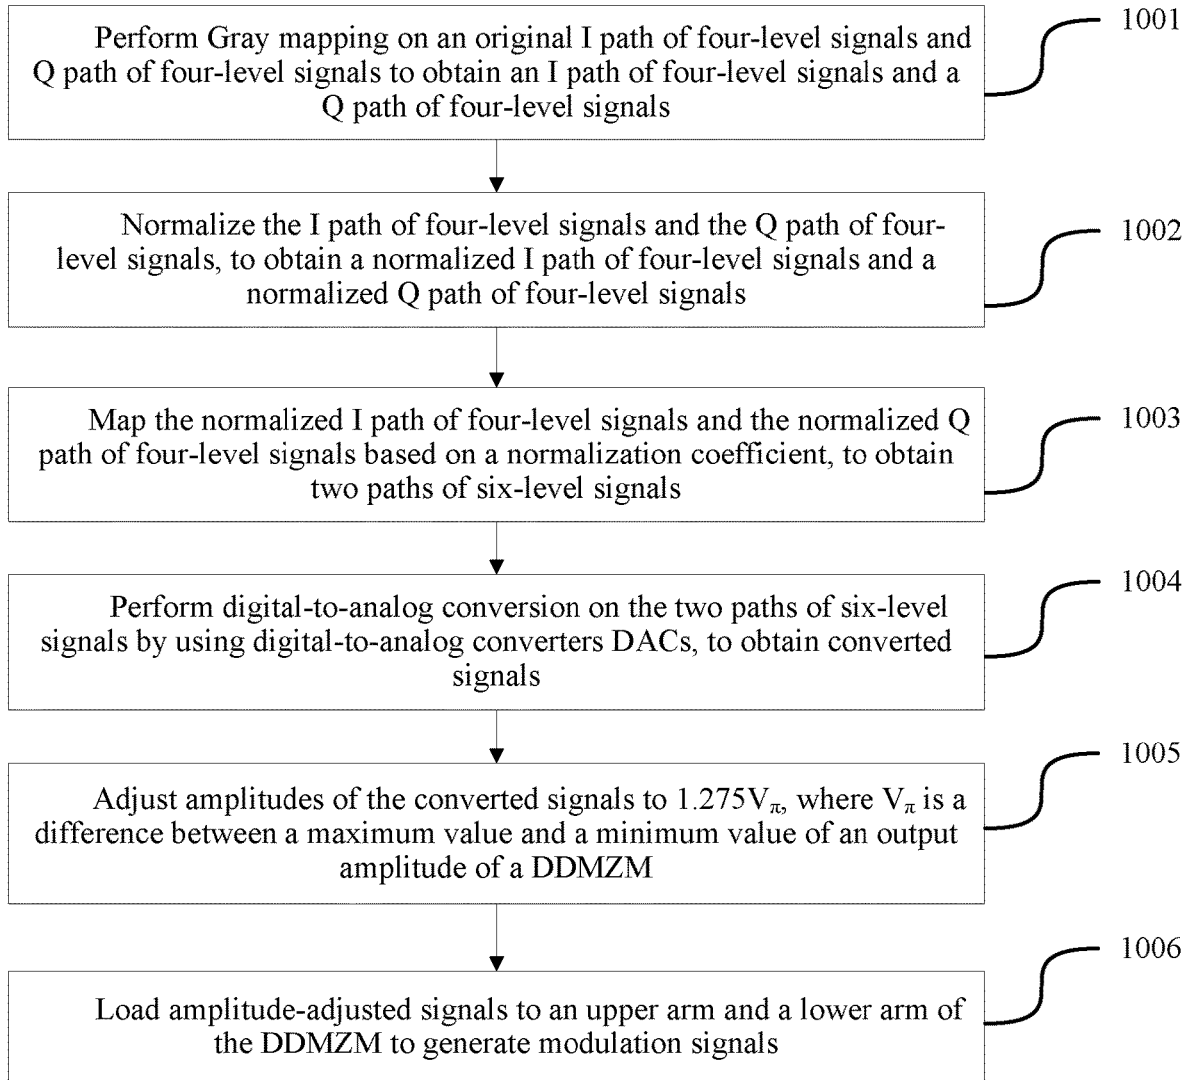 Perform Gray mapping on an original I path of four-level signals and
Q path of four-level signals to obtain an I path of four-level signals and a
Q path of four-level signals
1001
Normalize the I path of four-level signals and the Q path of four-
level signals, to obtain a normalized I path of four-level signals and a
normalized Q path of four-level signals
1002
Map the normalized I path of four-level signals and the normalized Q
path of four-level signals based on a normalization coefficient, to obtain
two paths of six-level signals
1003
Perform digital-to-analog conversion on the two paths of six-level
signals by using digital-to-analog converters DACs, to obtain converted
signals
1004
Adjust amplitudes of the converted signals to 1.275Vπ, where Vπ is a
difference between a maximum value and a minimum value of an output
amplitude of a DDMZM
1005
Load amplitude-adjusted signals to an upper arm and a lower arm of
the DDMZM to generate modulation signals
1006